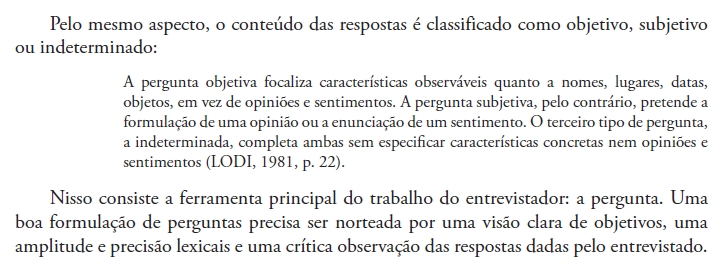 Pelo mesmo aspecto, o conteúdo das respostas é classificado como objetivo, subjetivo
ou indeterminado:
A pergunta objetiva focaliza características observáveis quanto a nomes, lugares, datas,
objetos, em vez de opiniões e sentimentos. A pergunta subjetiva, pelo contrário, pretende a
formulação de uma opinião ou a enunciação de um sentimento. O terceiro tipo de pergunta,
a indeterminada, completa ambas sem especificar características concretas nem opiniões e
sentimentos (LODI, 1981, p. 22).
Nisso consiste a ferramenta principal do trabalho do entrevistador: a pergunta. Uma
boa formulação de perguntas precisa ser norteada por uma visão clara de objetivos, uma
amplitude e precisão lexicais e uma crítica observação das respostas dadas pelo entrevistado.